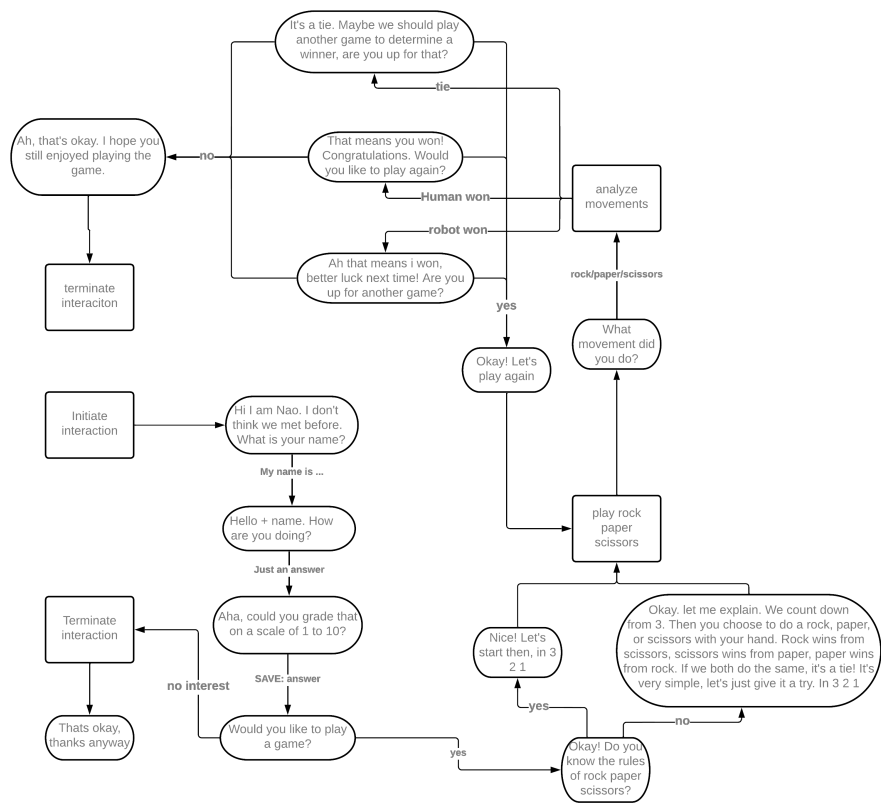 It's a tie. Maybe we should play
another game to determine a
winner, are you up for that?
tie
Ah, that's okay. I hope you
still enjoyed playing the
game.
no
That means you won!
Congratulations. Would
you like to play again?
analyze
movements
Human won
robot won
Ah that means i won,
better luck next time! Are you
up for another game?
terminate
interaciton
rock/paper/scissors
yes
What
movement did
you do?
Okay! Let's
play again
Initiate
interaction
Hi I am Nao. I don't
think we met before.
What is your name?
My name is ...
Hello + name. How
are you doing?
play rock
paper
scissors
Just an answer
Terminate
interaction
Aha, could you grade that
on a scale of 1 to 10?
Nice! Let's
start then, in 3
2 1
Okay. let me explain. We count down
from 3. Then you choose to do a rock, paper,
or scissors with your hand. Rock wins from
scissors, scissors wins from paper, paper wins
from rock. If we both do the same, it's a tie! It's
very simple, let's just give it a try. In 3 2 1
no interest
SAVE: answer
yes
no
Thats okay,
thanks anyway
Would you like to play
a game?
yes
Okay! Do you
know the rules
of rock paper
scissors?